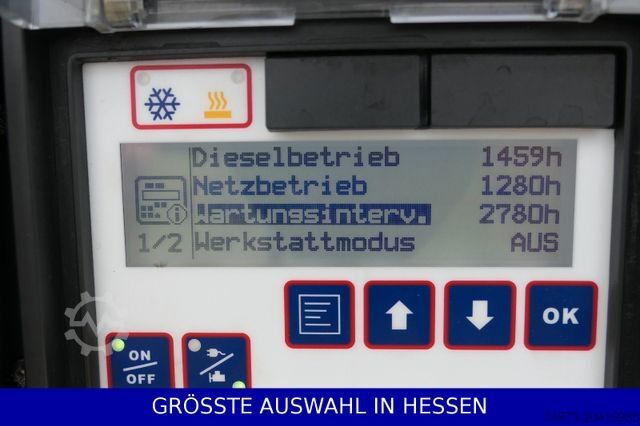 Dieselbetrieb 1459h
Netzbetrieb 1280h
Wartungsinterv. 2780h
1/2 Werkstattmodus AUS
OK
ON
OFF
GRÖSSTE AUSWAHL IN HESSEN